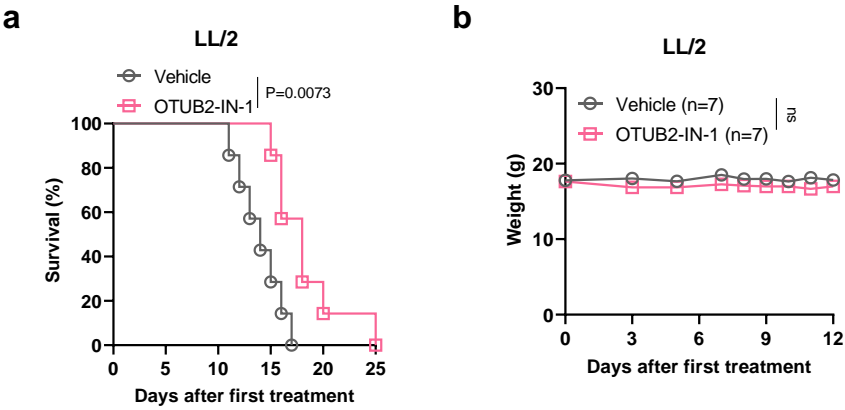 a
LL/2
Vehicle
OTUB2-IN-1
P=0.0073
Survival (%)
100
80
60
40
20
0
0 5 10 15 20 25
Days after first treatment
b
LL/2
Vehicle (n=7)
OTUB2-IN-1 (n=7)
ns
Weight (g)
30
20
10
0
0 3 6 9 12
Days after first treatment